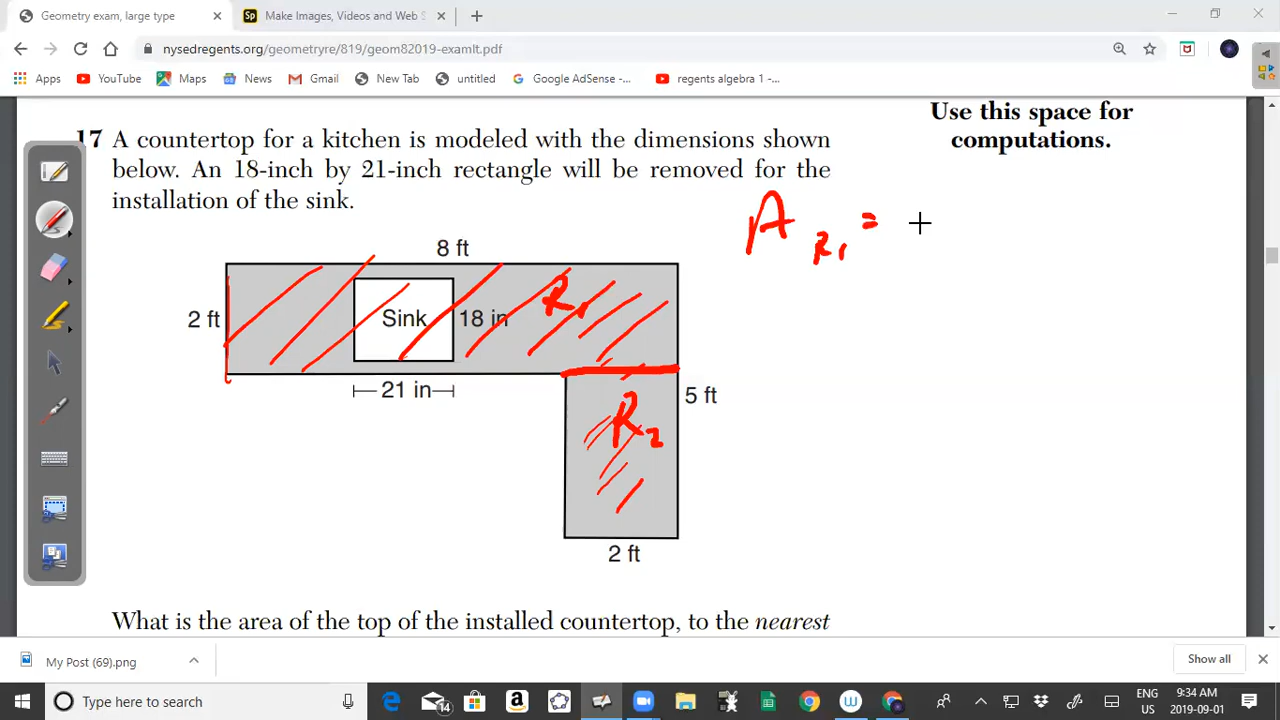 Geometry exam, large type
Make Images, Videos and Web S
nysedregents.org/geometryre/819/geom82019-examlt.pdf
Apps YouTube Maps News Gmail New Tab untitled Google AdSense -... regents algebra 1 -...
Use this space for
computations.
17 A countertop for a kitchen is modeled with the dimensions shown
below. An 18-inch by 21-inch rectangle will be removed for the
installation of the sink.
A R1 =
8 ft
2 ft
Sink
18 in
R1
21 in
5 ft
R2
2 ft
What is the area of the top of the installed countertop, to the nearest
My Post (69).png
Show all
Type here to search
14
ENG
US
9:34 AM
2019-09-01